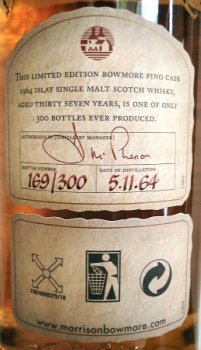 THIS LIMITED EDITION BOWMORE FINO CASK
1964 ISLAY SINGLE MALT SCOTCH WHISKY,
AGED THIRTY SEVEN YEARS, IS ONE OF ONLY
300 BOTTLES EVER PRODUCED.
AUTHORISED BY (DISTILLERY MANAGER)
BOTTLE NUMBER
169/300
DATE OF DISTILLATION
5.11.64
www.morrisonbowmore.com